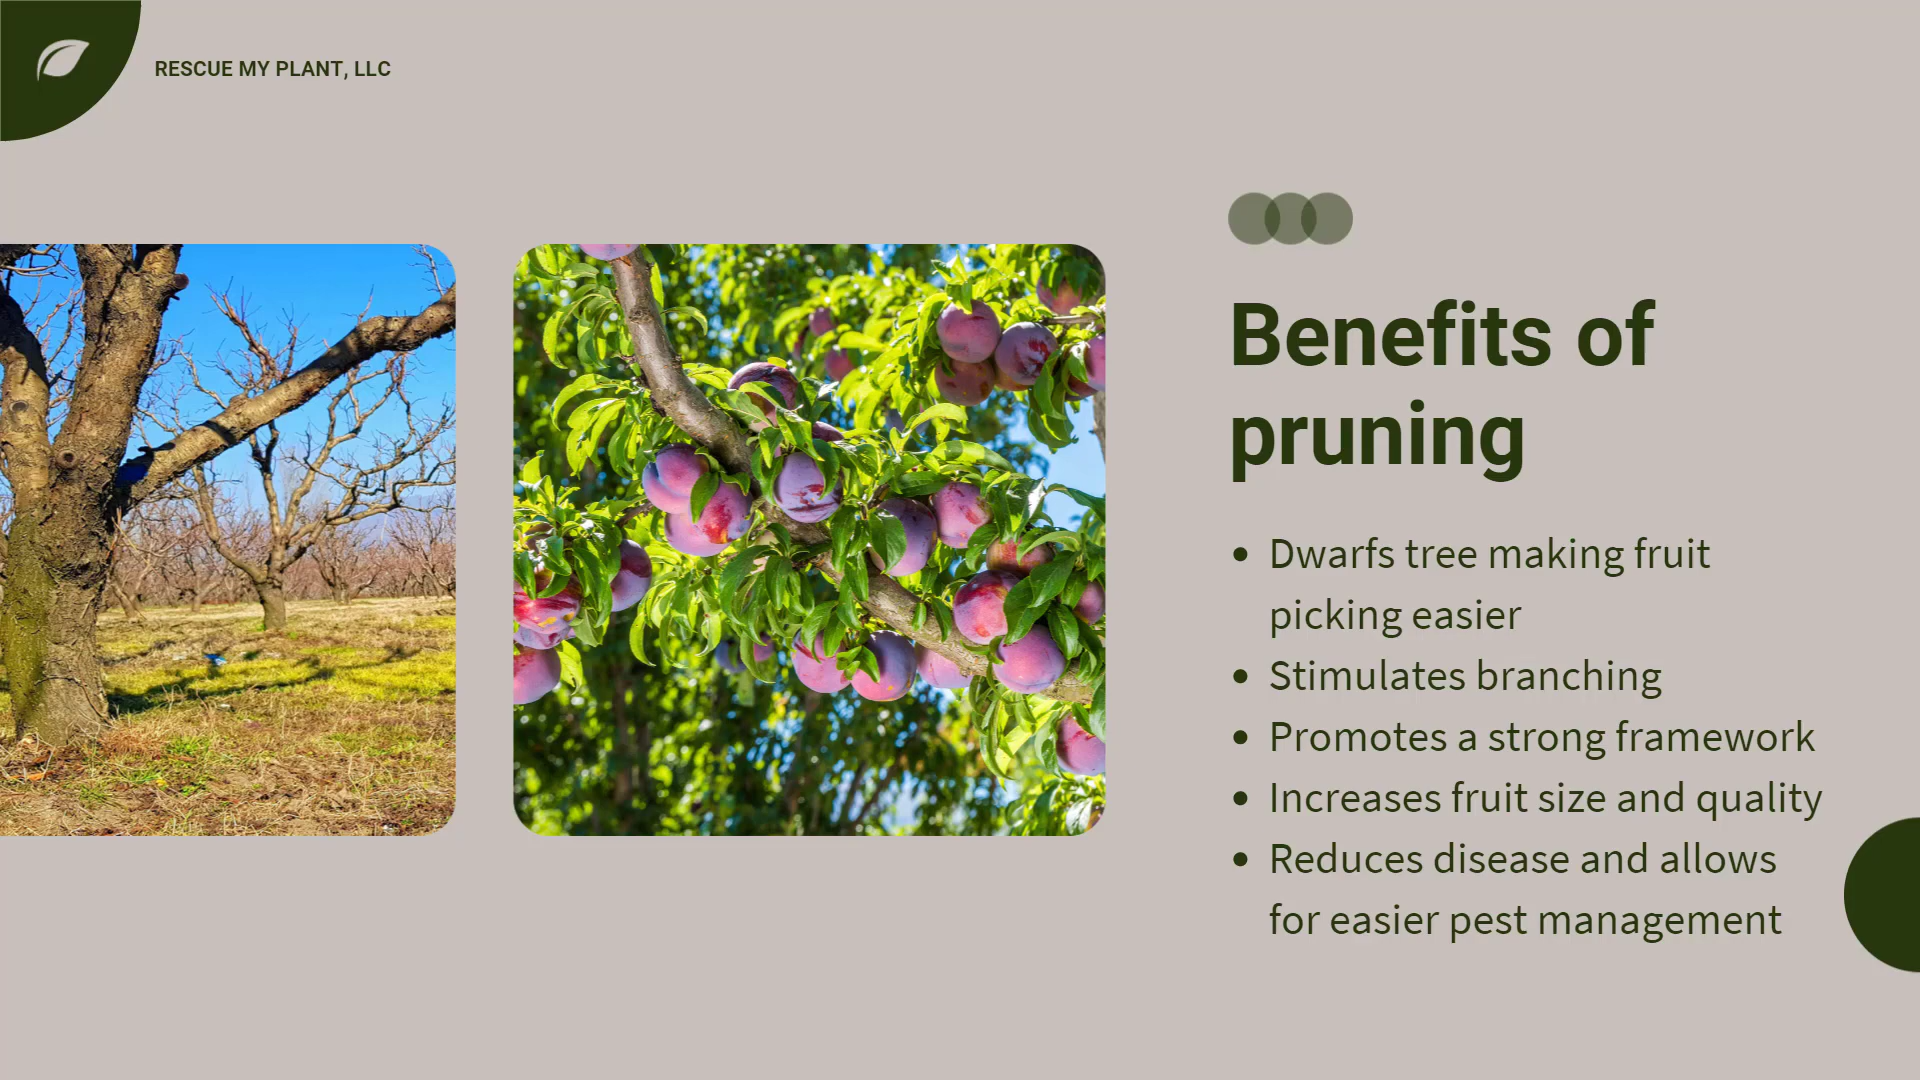 RESCUE MY PLANT, LLC
Benefits of
pruning
• Dwarfs tree making fruit
picking easier
• Stimulates branching
• Promotes a strong framework
• Increases fruit size and quality
• Reduces disease and allows
for easier pest management